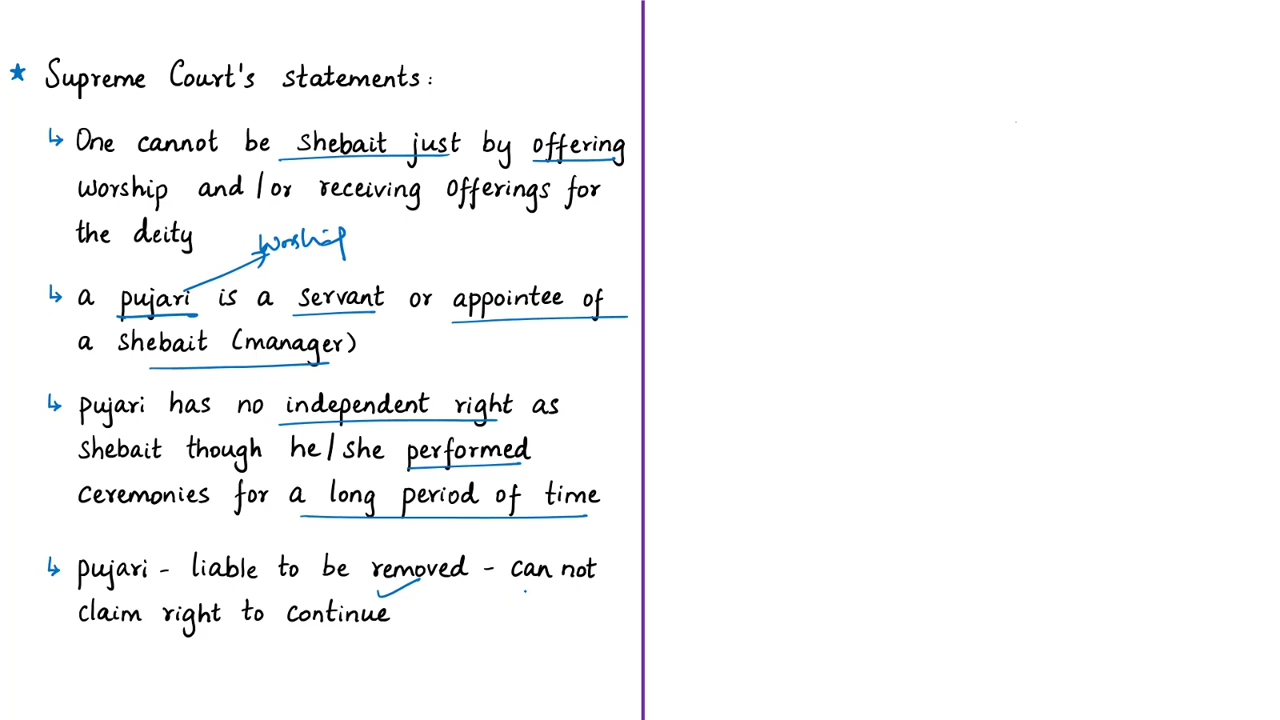 ★ Supreme Court's statements:
↳ One cannot be Shebait just by offering
worship and/or receiving offerings for
the deity
worship
↳ a pujari is a servant or appointee of
a Shebait (manager)
↳ pujari has no independent right as
Shebait though he/she performed
ceremonies for a long period of time
↳ pujari - liable to be removed - can not
claim right to continue